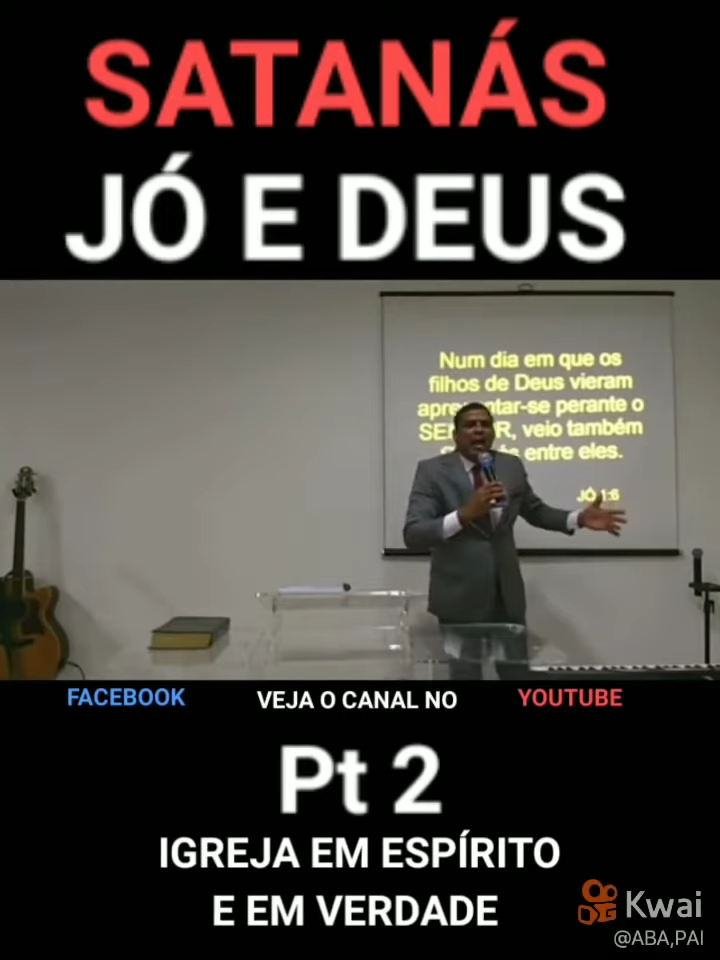 SATANÁS
JÓ E DEUS
Num dia em que os
filhos de Deus vieram
perante o
veio também
entre eles.
JÓ 1:6
FACEBOOK VEJA O CANAL NO YOUTUBE
Pt 2
IGREJA EM ESPÍRITO
E EM VERDADE
Kwai
@ABA,PAI